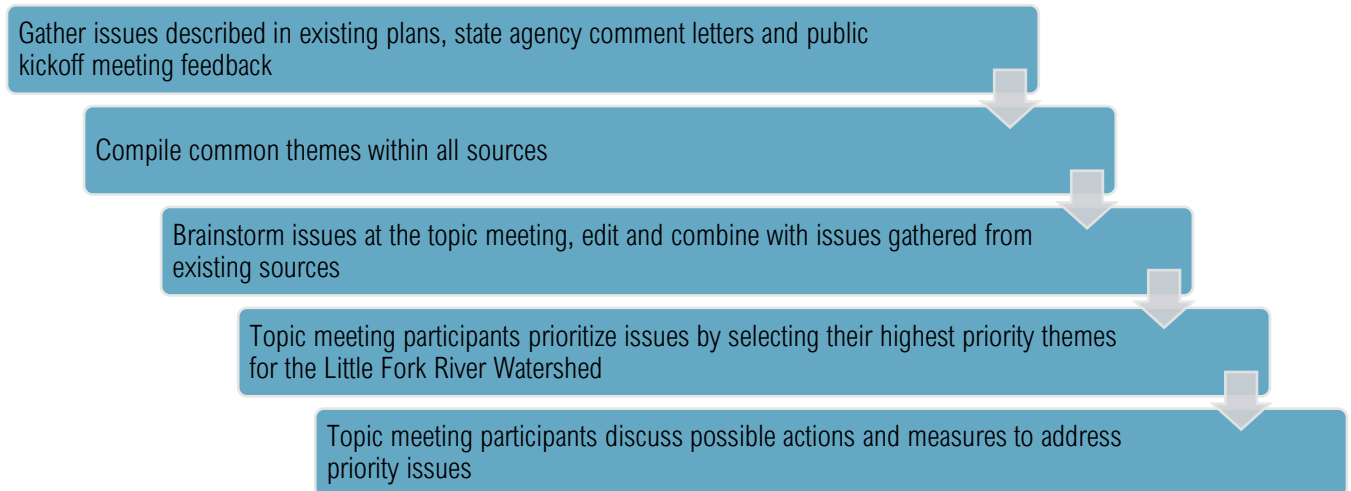 Gather issues described in existing plans, state agency comment letters and public
kickoff meeting feedback
Compile common themes within all sources
Brainstorm issues at the topic meeting, edit and combine with issues gathered from
existing sources
Topic meeting participants prioritize issues by selecting their highest priority themes
for the Little Fork River Watershed
Topic meeting participants discuss possible actions and measures to address
priority issues